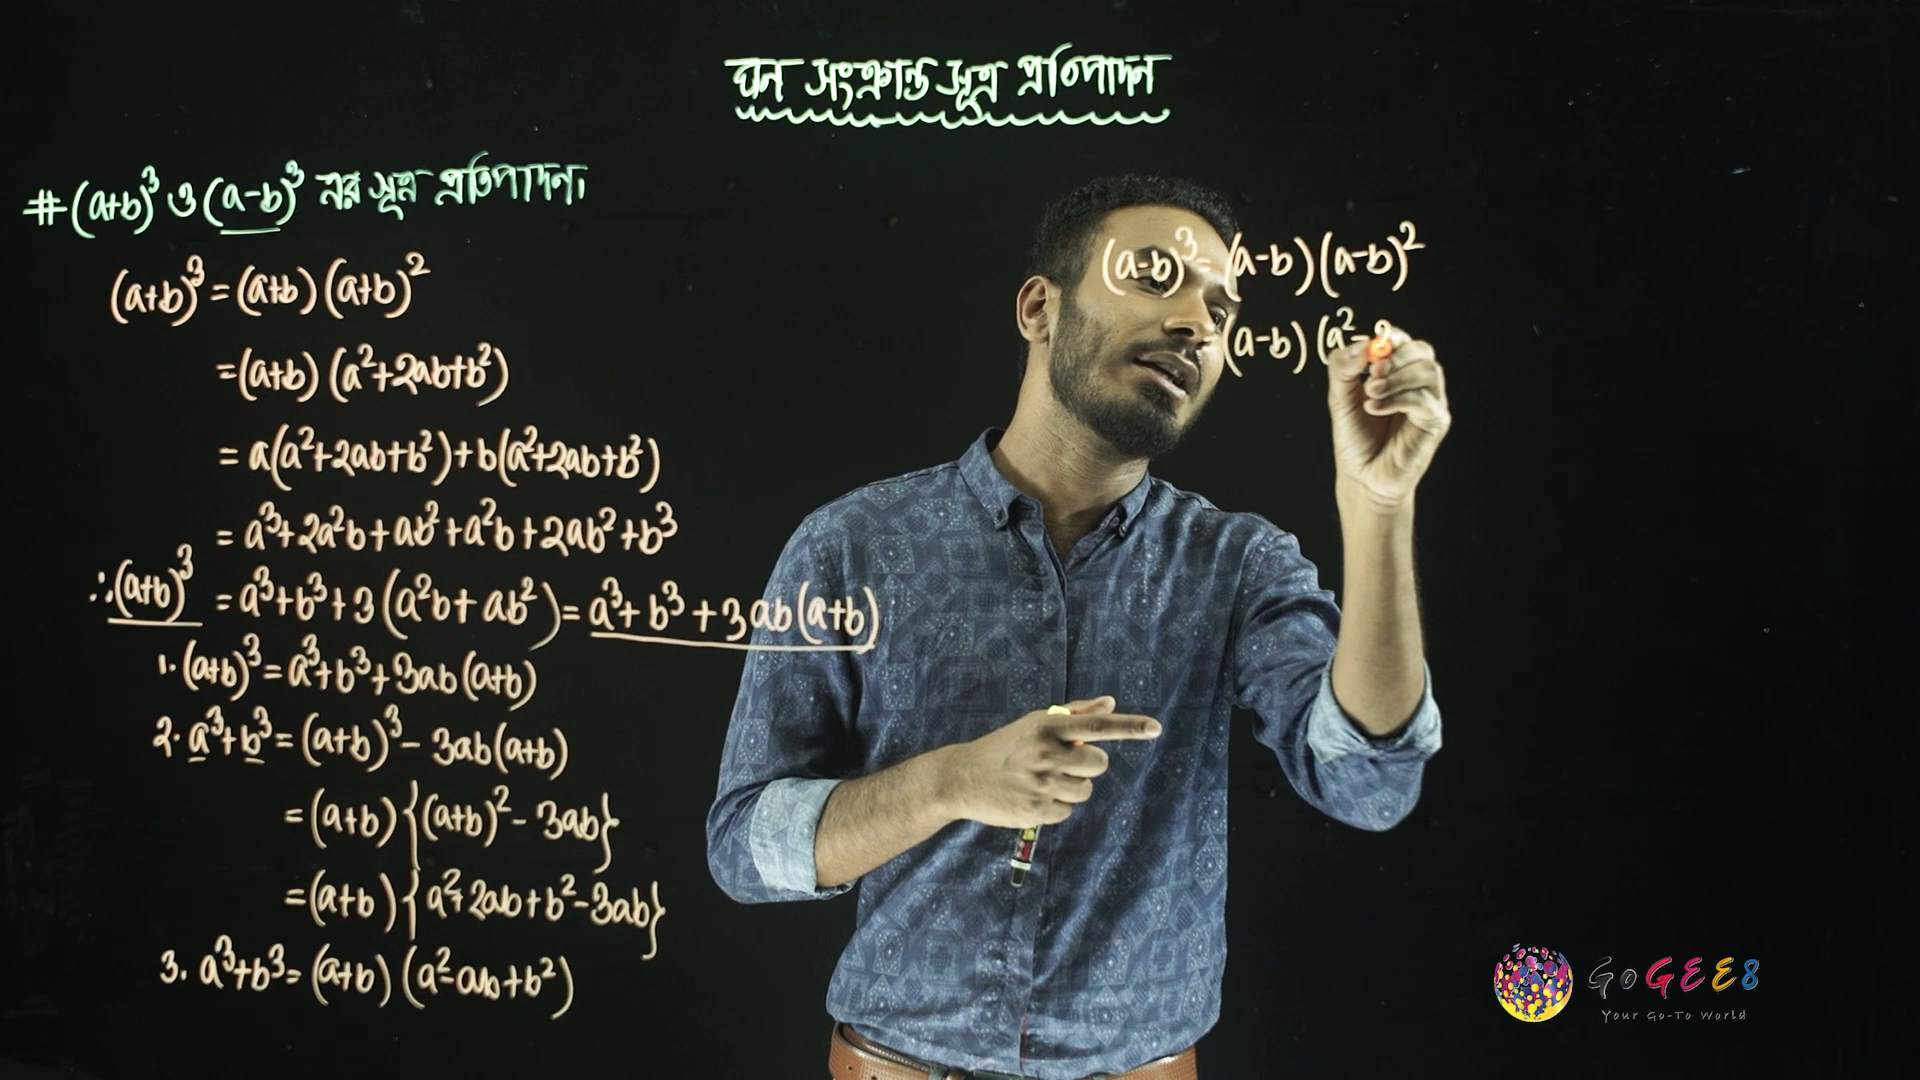 ঘন সংক্রান্ত সূত্র প্রতিপাদন
# (a+b)³ ও (a-b)³ এর সূত্র প্রতিপাদন।
(a+b)³ = (a+b) (a+b)²
= (a+b) (a²+2ab+b²)
= a(a²+2ab+b²)+b(a²+2ab+b²)
= a³+2a²b+ab²+a²b+2ab²+b³
∴(a+b)³ = a³+b³+3(a²b+ab²) = a³+b³+3ab(a+b)
1. (a+b)³ = a³+b³+3ab(a+b)
2. a³+b³ = (a+b)³ - 3ab(a+b)
= (a+b){(a+b)² - 3ab}
= (a+b){a²+2ab+b²-3ab}
3. a³+b³ = (a+b) (a²-ab+b²)
(a-b)³ = (a-b)(a-b)²
(a-b)(a²-2
GoGEE8
Your Go-To World